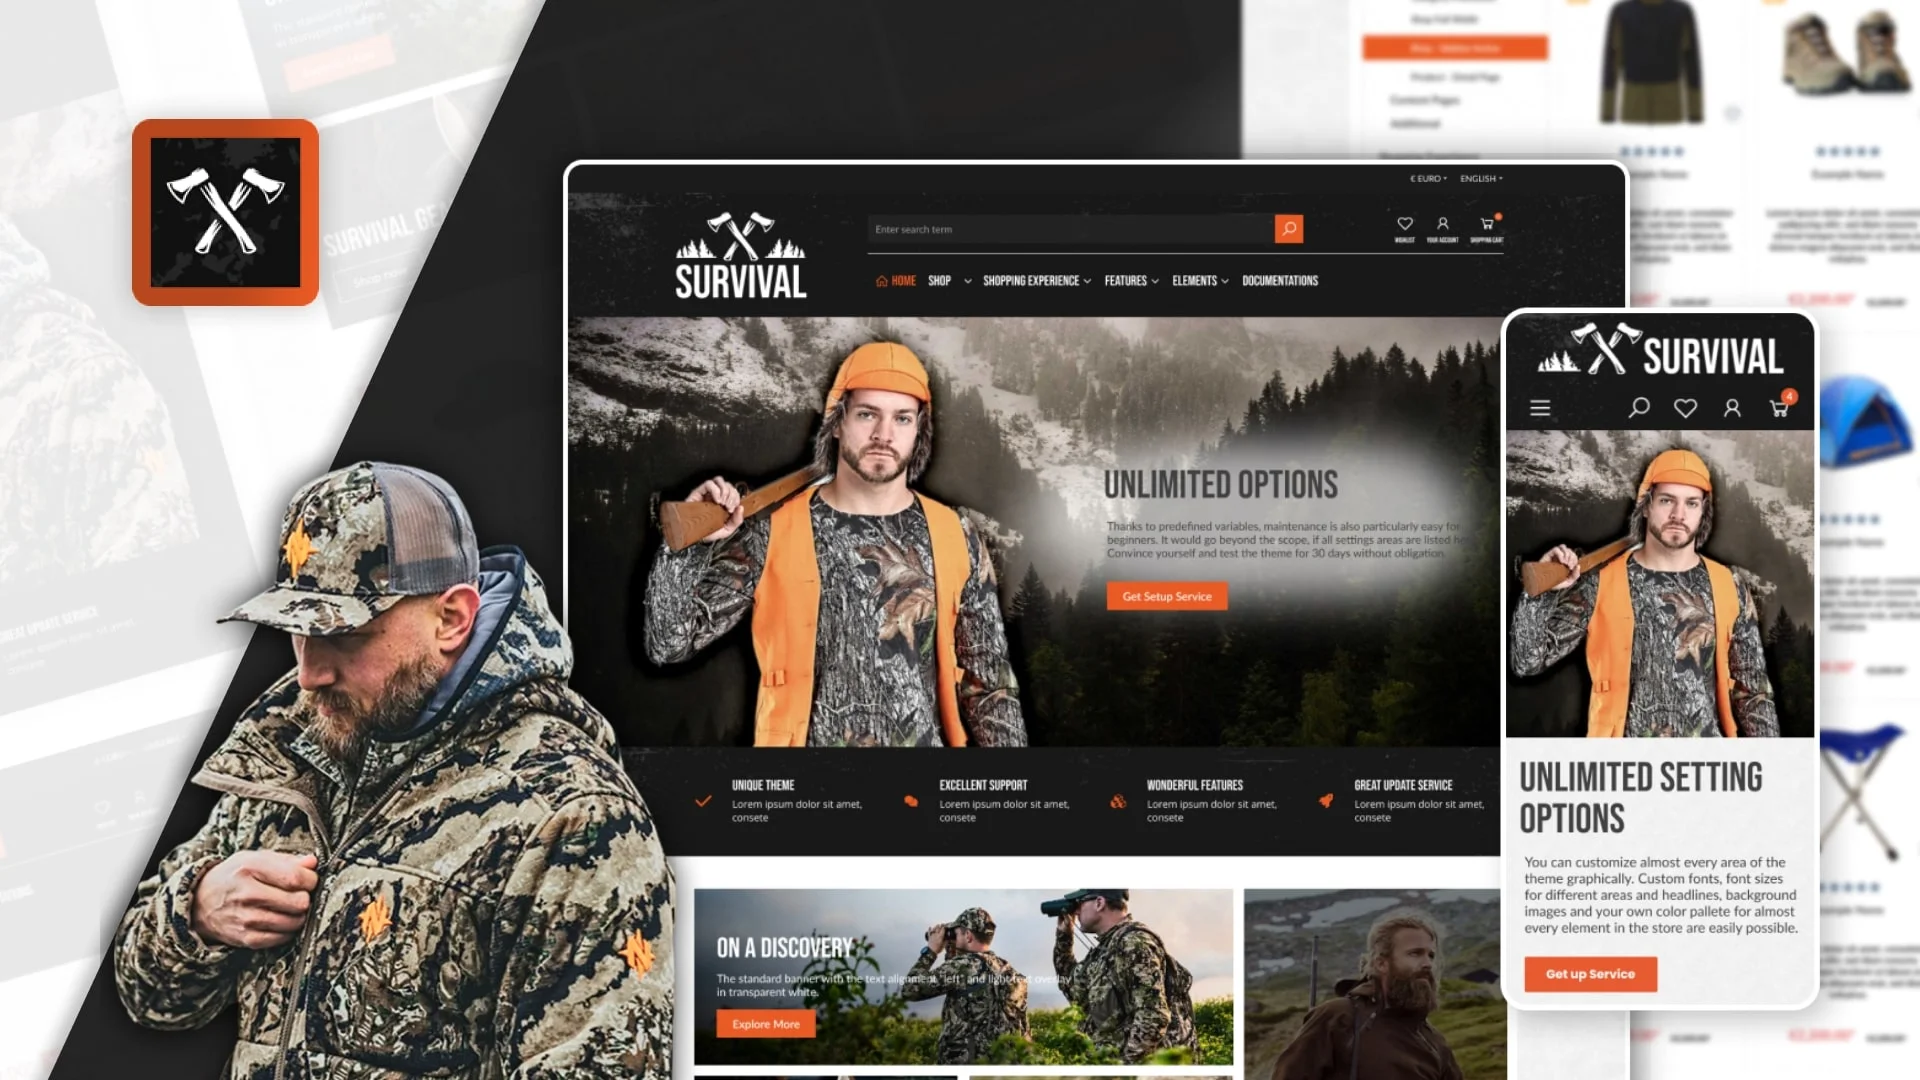 SURVIVAL GE
Shop now
€ EURO
ENGLISH
SURVIVAL
Enter search term
WISHLIST
YOUR ACCOUNT
SHOPPING CART
HOME
SHOP
SHOPPING EXPERIENCE
FEATURES
ELEMENTS
DOCUMENTATIONS
UNLIMITED OPTIONS
Thanks to predefined variables, maintenance is also particularly easy for
beginners. It would go beyond the scope, if all settings areas are listed
Convince yourself and test the theme for 30 days without obligation.
Get Setup Service
UNIQUE THEME
Lorem ipsum dolor sit amet,
consete
EXCELLENT SUPPORT
Lorem ipsum dolor sit amet,
consete
WONDERFUL FEATURES
Lorem ipsum dolor sit amet,
consete
GREAT UPDATE SERVICE
Lorem ipsum dolor sit amet,
consete
ON A DISCOVERY
The standard banner with the text alignment "left" and light text overlay
in transparent white.
Explore More
SURVIVAL
4
UNLIMITED SETTING
OPTIONS
You can customize almost every area of the
theme graphically. Custom fonts, font sizes
for different areas and headlines, background
images and your own color pallete for almost
every element in the store are easily possible.
Get up Service